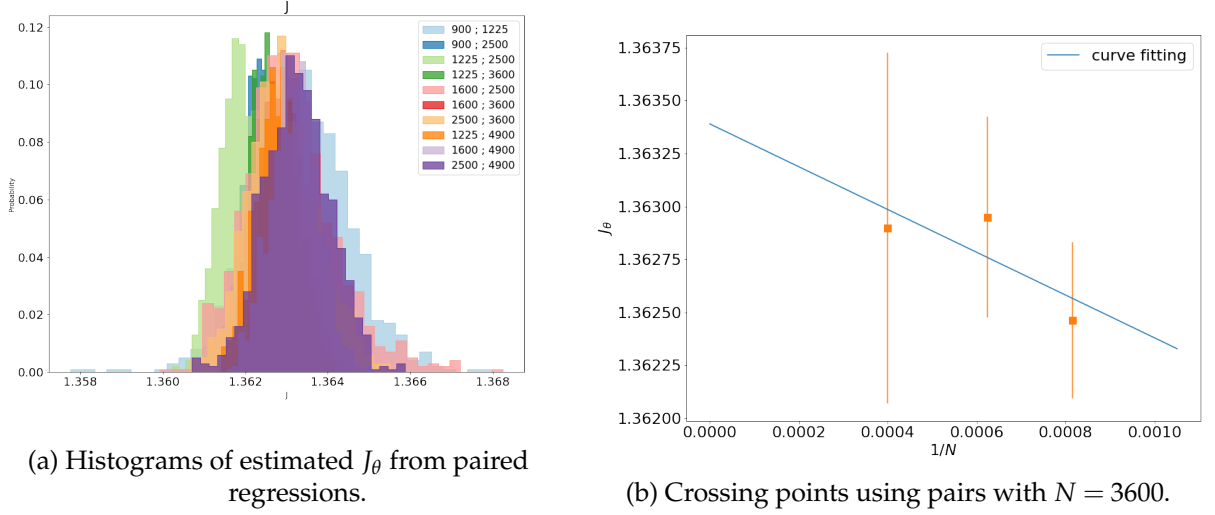 J
0.12
0.10
0.08
0.06
0.04
0.02
0.00
Probability
900 ; 1225
900 ; 2500
1225 ; 2500
1225 ; 3600
1600 ; 2500
1600 ; 3600
2500 ; 3600
1225 ; 4900
1600 ; 4900
2500 ; 4900
1.358 1.360 1.362 1.364 1.366 1.368
J
(a) Histograms of estimated J_θ from paired
regressions.
1.36375
1.36350
1.36325
1.36300
1.36275
1.36250
1.36225
1.36200
J_θ
curve fitting
0.0000 0.0002 0.0004 0.0006 0.0008 0.0010
1/N
(b) Crossing points using pairs with N = 3600.